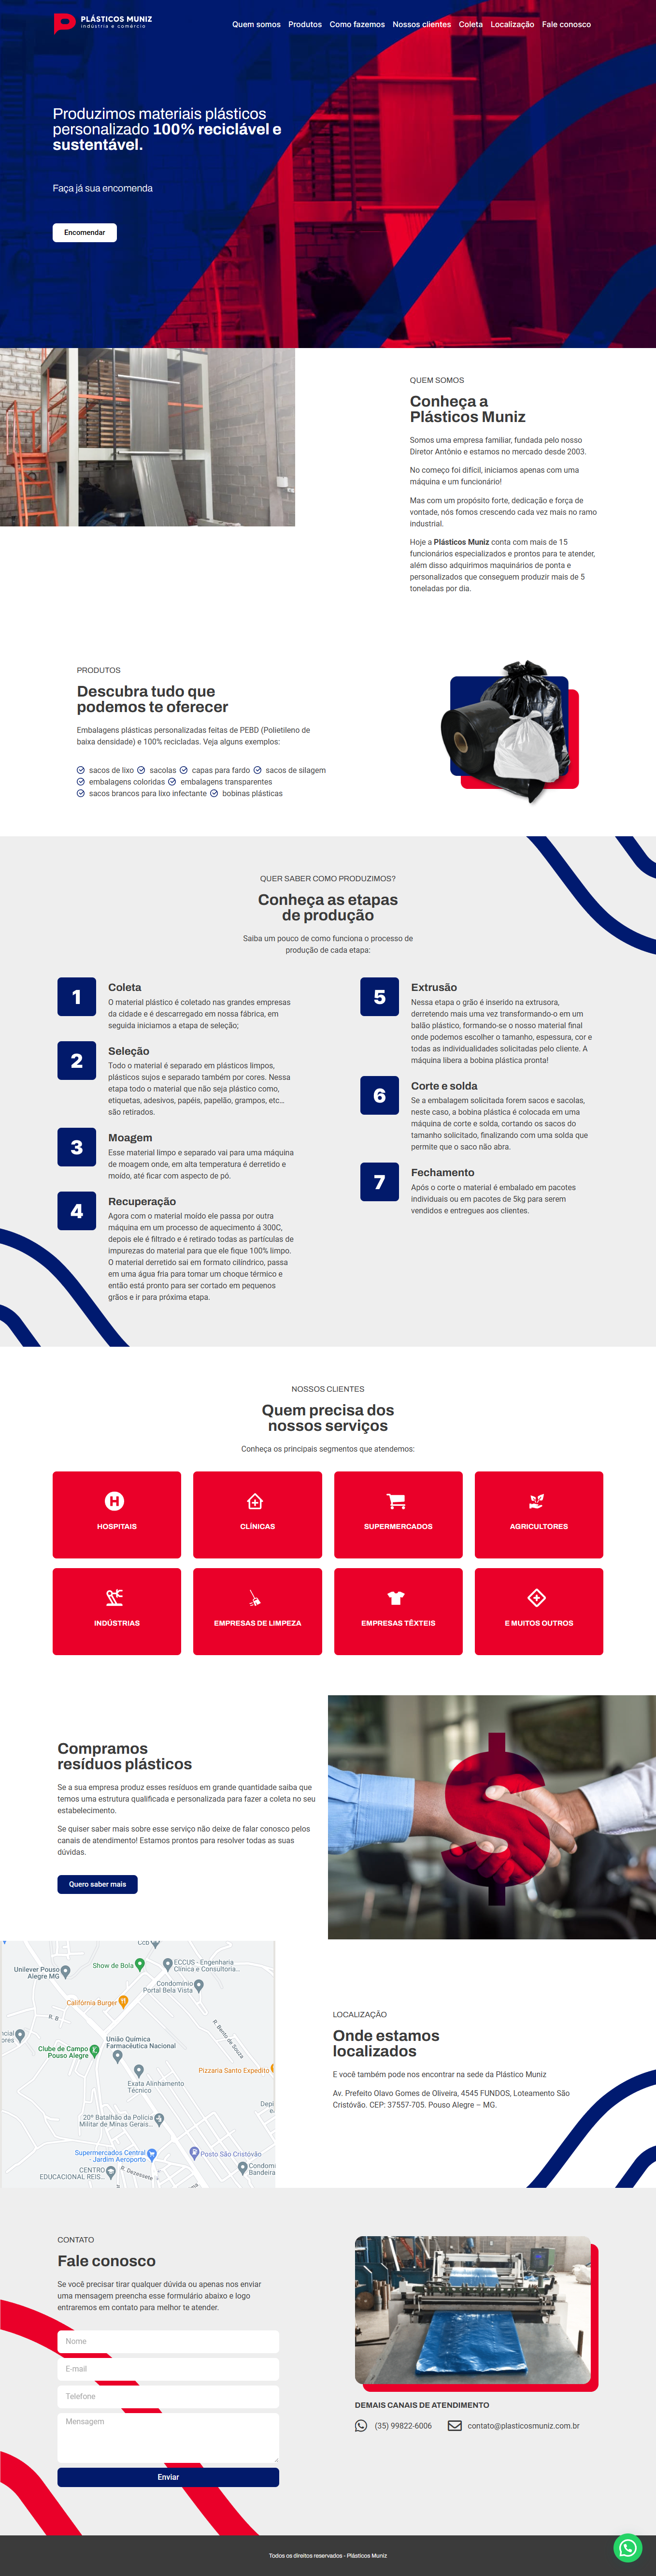 PLÁSTICOS MUNIZ
indústria e comércio
Quem somos Produtos Como fazemos Nossos clientes Coleta Localização Fale conosco
Produzimos materiais plásticos
personalizado 100% reciclável e
sustentável.
Faça já sua encomenda
Encomendar
QUEM SOMOS
Conheça a
Plásticos Muniz
Somos uma empresa familiar, fundada pelo nosso
Diretor Antônio e estamos no mercado desde 2003.
No começo foi difícil, iniciamos apenas com uma
máquina e um funcionário!
Mas com um propósito forte, dedicação e força de
vontade, nós fomos crescendo cada vez mais no ramo
industrial.
Hoje a Plásticos Muniz conta com mais de 15
funcionários especializados e prontos para te atender,
além disso adquirimos maquinários de ponta e
personalizados que conseguem produzir mais de 5
toneladas por dia.
PRODUTOS
Descubra tudo que
podemos te oferecer
Embalagens plásticas personalizadas feitas de PEBD (Polietileno de
baixa densidade) e 100% recicladas. Veja alguns exemplos:
sacos de lixo sacolas capas para fardo sacos de silagem
embalagens coloridas embalagens transparentes
sacos brancos para lixo infectante bobinas plásticas
QUER SABER COMO PRODUZIMOS?
Conheça as etapas
de produção
Saiba um pouco de como funciona o processo de
produção de cada etapa:
1
Coleta
O material plástico é coletado nas grandes empresas
da cidade e é descarregado em nossa fábrica, em
seguida iniciamos a etapa de seleção;
2
Seleção
Todo o material é separado em plásticos limpos,
plásticos sujos e separado também por cores. Nessa
etapa todo o material que não seja plástico como,
etiquetas, adesivos, papéis, papelão, grampos, etc...
são retirados.
3
Moagem
Esse material limpo e separado vai para uma máquina
de moagem onde, em alta temperatura é derretido e
moído, até ficar com aspecto de pó.
4
Recuperação
Agora com o material moído ele passa por outra
máquina em um processo de aquecimento á 300C,
depois ele é filtrado e é retirado todas as partículas de
impurezas do material para que ele fique 100% limpo.
O material derretido sai em formato cilíndrico, passa
em uma água fria para tomar um choque térmico e
então está pronto para ser cortado em pequenos
grãos e ir para próxima etapa.
5
Extrusão
Nessa etapa o grão é inserido na extrusora,
derretendo mais uma vez transformando-o em um
balão plástico, formando-se o nosso material final
onde podemos escolher o tamanho, espessura, cor e
todas as individualidades solicitadas pelo cliente. A
máquina libera a bobina plástica pronta!
6
Corte e solda
Se a embalagem solicitada forem sacos e sacolas,
neste caso, a bobina plástica é colocada em uma
máquina de corte e solda, cortando os sacos do
tamanho solicitado, finalizando com uma solda que
permite que o saco não abra.
7
Fechamento
Após o corte o material é embalado em pacotes
individuais ou em pacotes de 5kg para serem
vendidos e entregues aos clientes.
NOSSOS CLIENTES
Quem precisa dos
nossos serviços
Conheça os principais segmentos que atendemos:
HOSPITAIS
CLÍNICAS
SUPERMERCADOS
AGRICULTORES
INDÚSTRIAS
EMPRESAS DE LIMPEZA
EMPRESAS TÊXTEIS
E MUITOS OUTROS
Compramos
resíduos plásticos
Se a sua empresa produz esses resíduos em grande quantidade saiba que
temos uma estrutura qualificada e personalizada para fazer a coleta no seu
estabelecimento.
Se quiser saber mais sobre esse serviço não deixe de falar conosco pelos
canais de atendimento! Estamos prontos para resolver todas as suas
dúvidas.
Quero saber mais
$
Show de Bola
ECCUS - Engenharia
Clínica e Consultoria...
Unilever Pouso
Alegre MG
Condomínio
Portal Bela Vista
Califórnia Burger
R. B
R. Bento de Souza
União Química
Farmacêutica Nacional
Clube de Campo
Pouso Alegre
Pizzaria Santo Expedito
Exata Alinhamento
Técnico
20º Batalhão da Polícia
Militar de Minas Gerais...
Supermercados Central
- Jardim Aeroporto
Posto São Cristóvão
CENTRO
EDUCACIONAL REIS...
R. Dezessete
Bandeira
LOCALIZAÇÃO
Onde estamos
localizados
E você também pode nos encontrar na sede da Plástico Muniz
Av. Prefeito Olavo Gomes de Oliveira, 4545 FUNDOS, Loteamento São
Cristóvão. CEP: 37557-705. Pouso Alegre – MG.
CONTATO
Fale conosco
Se você precisar tirar qualquer dúvida ou apenas nos enviar
uma mensagem preencha esse formulário abaixo e logo
entraremos em contato para melhor te atender.
Nome
E-mail
Telefone
Mensagem
Enviar
DEMAIS CANAIS DE ATENDIMENTO
(35) 99822-6006 contato@plasticosmuniz.com.br
Todos os direitos reservados - Plásticos Muniz